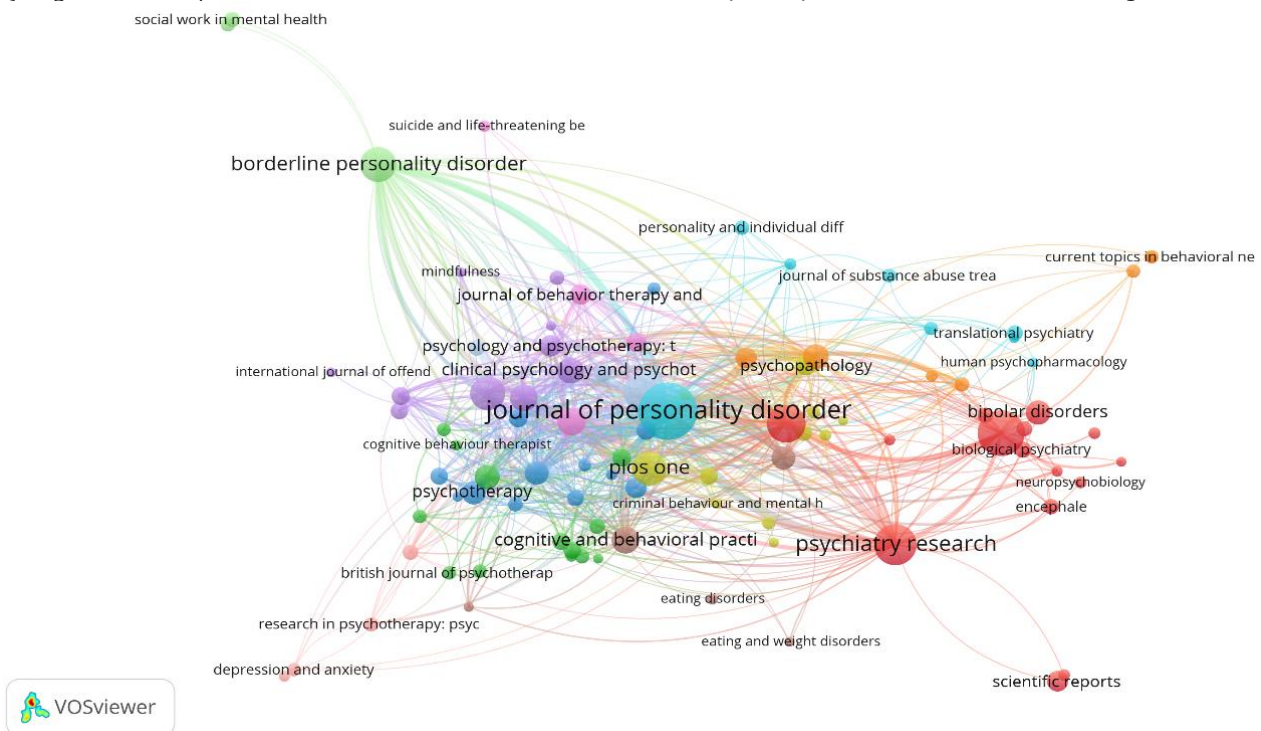 social work in mental health
suicide and life-threatening be
borderline personality disorder
personality and individual diff
current topics in behavioral ne
mindfulness
journal of substance abuse trea
journal of behavior therapy and
translational psychiatry
psychology and psychotherapy: t
human psychopharmacology
psychopathology
international journal of offend
clinical psychology and psychot
journal of personality disorder
bipolar disorders
cognitive behaviour therapist
biological psychiatry
plos one
neuropsychobiology
psychotherapy
criminal behaviour and mental h
encephale
cognitive and behavioral practi
psychiatry research
british journal of psychotherap
eating disorders
research in psychotherapy: psyc
eating and weight disorders
depression and anxiety
scientific reports
VOSviewer